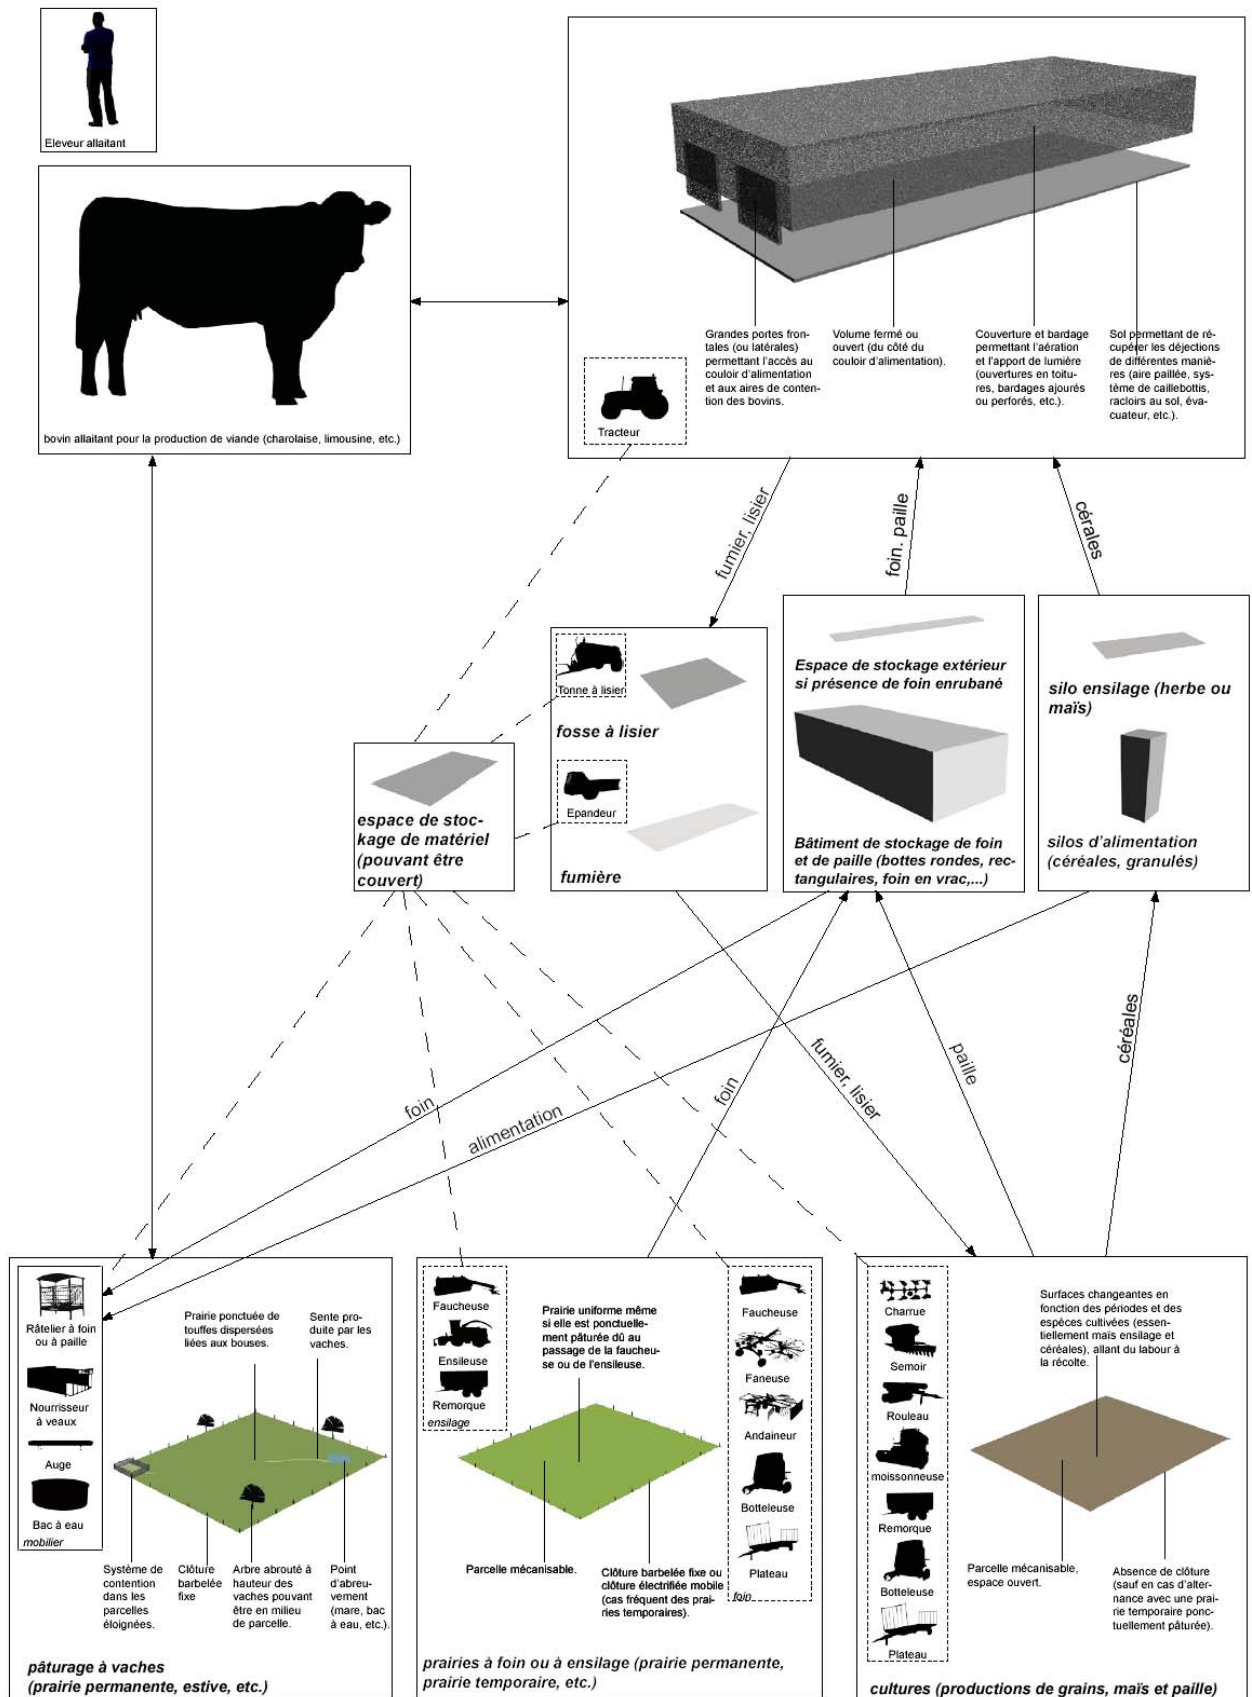 Eleveur allaitant
bovin allaitant pour la production de viande (charolaise, limousine, etc.)
Tracteur
Grandes portes fron-
tales (ou latérales)
permettant l'accès au
couloir d'alimentation
et aux aires de conten-
tion des bovins.
Volume fermé ou
ouvert (du côté du
couloir d'alimentation).
Couverture et bardage
permettant l'aération
et l'apport de lumière
(ouvertures en toitu-
res, bardages ajourés
ou perforés, etc.).
Sol permettant de ré-
cupérer les déjections
de différentes maniè-
res (aire paillée, sys-
tème de caillebottis,
racloirs au sol, éva-
cuateur, etc.).
fumier, lisier
foin. paille
cérales
Tonne à lisier
fosse à lisier
Epandeur
fumière
Espace de stockage extérieur
si présence de foin enrubané
Bâtiment de stockage de foin
et de paille (bottes rondes, rec-
tangulaires, foin en vrac,...)
silo ensilage (herbe ou
maïs)
silos d'alimentation
(céréales, granulés)
espace de stoc-
kage de matériel
(pouvant être
couvert)
foin
alimentation
foin
fumier, lisier
paille
céréales
Râtelier à foin
ou à paille
Nourrisseur
à veaux
Auge
Bac à eau
mobilier
Prairie ponctuée de
touffes dispersées
liées aux bouses.
Sente pro-
duite par les
vaches.
Système de
contention
dans les
parcelles
éloignées.
Clôture
barbelée
fixe
Arbre abrouté à
hauteur des
vaches pouvant
être en milieu
de parcelle.
Point
d'abreu-
vement
(mare, bac
à eau, etc.).
pâturage à vaches
(prairie permanente, estive, etc.)
Faucheuse
Ensileuse
Remorque
ensilage
Prairie uniforme même
si elle est ponctuelle-
ment pâturée dû au
passage de la faucheu-
se ou de l'ensileuse.
Faucheuse
Faneuse
Andaineur
Botteleuse
Plateau
foin
Parcelle mécanisable.
Clôture barbelée fixe ou
clôture électrifiée mobile
(cas fréquent des prai-
ries temporaires).
prairies à foin ou à ensilage (prairie permanente,
prairie temporaire, etc.)
Charrue
Semoir
Rouleau
moissonneuse
Remorque
Botteleuse
Plateau
Surfaces changeantes en
fonction des périodes et des
espèces cultivées (essen-
tiellement maïs ensilage et
céréales), allant du labour à
la récolte.
Parcelle mécanisable,
espace ouvert.
Absence de clôture
(sauf en cas d'alter-
nance avec une prai-
rie temporaire ponc-
tuellement pâturée).
cultures (productions de grains, maïs et paille)